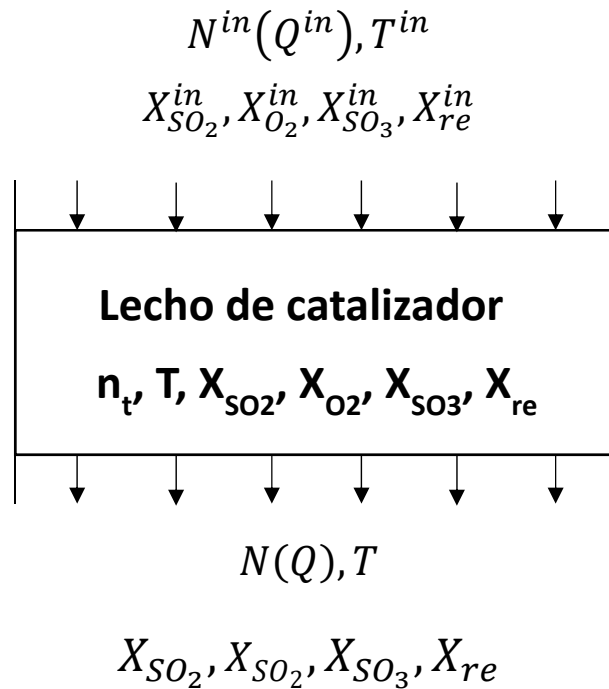 N^{in}(Q^{in}), T^{in}
X_{SO_2}^{in}, X_{O_2}^{in}, X_{SO_3}^{in}, X_{re}^{in}
Lecho de catalizador
n_t, T, X_{SO2}, X_{O2}, X_{SO3}, X_{re}
N(Q), T
X_{SO_2}, X_{SO_2}, X_{SO_3}, X_{re}